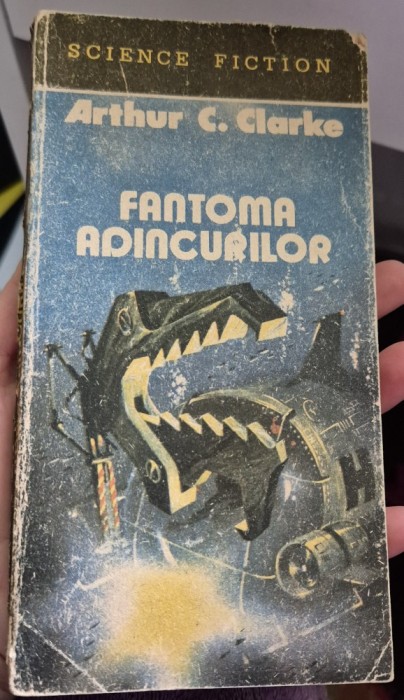 SCIENCE FICTION
Arthur C. Clarke
FANTOMA
ADINCURILOR
H